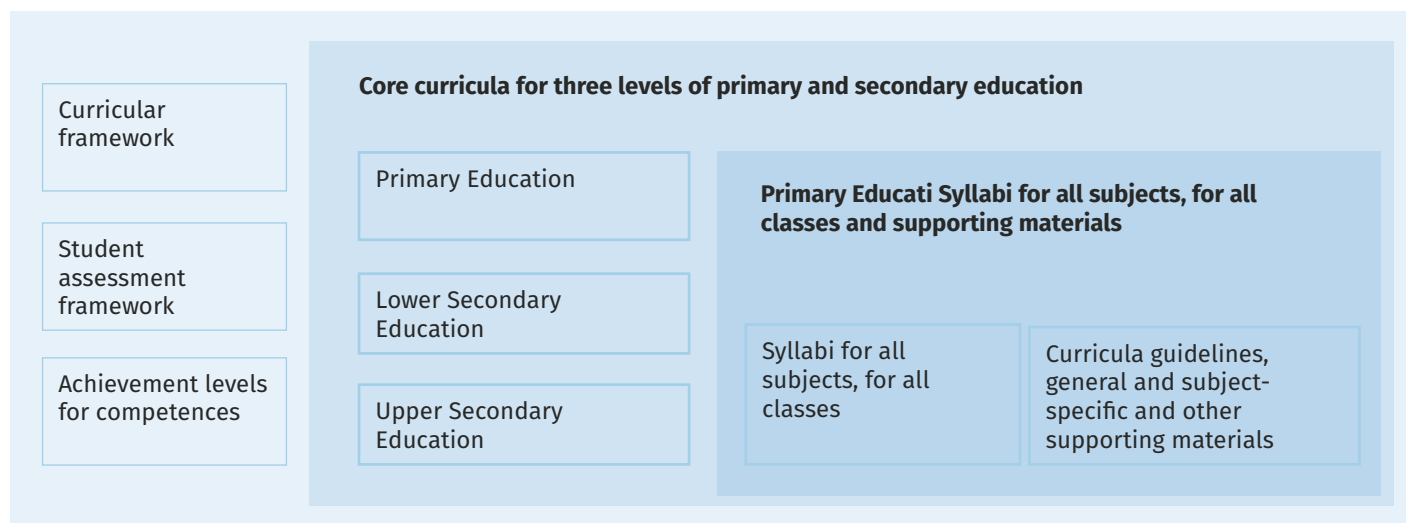 Curricular
framework
Student
assessment
framework
Achievement levels
for competences
Core curricula for three levels of primary and secondary education
Primary Education
Lower Secondary
Education
Upper Secondary
Education
Primary Educati Syllabi for all subjects, for all
classes and supporting materials
Syllabi for all
subjects, for all
classes
Curricula guidelines,
general and subject-
specific and other
supporting materials